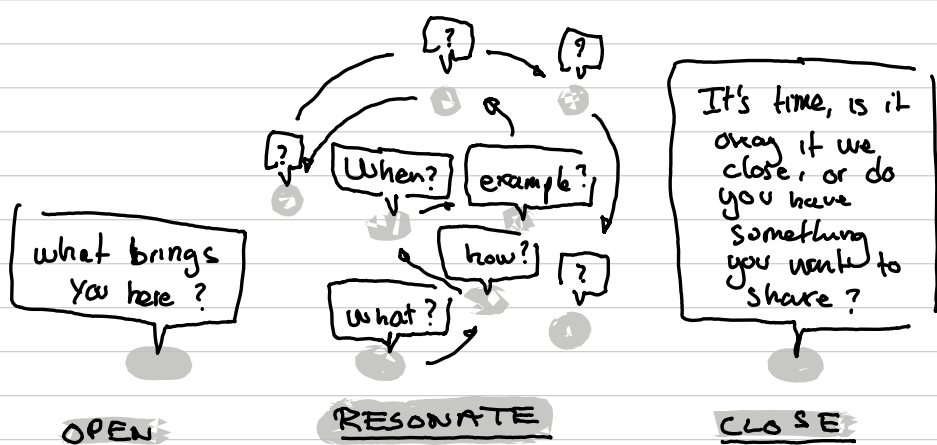 ?
?
?
When?
example?
how?
?
what?
what brings
you here?
It's time, is it
okay if we
close, or do
you have
something
you want to
share?
OPEN
RESONATE
CLOSE